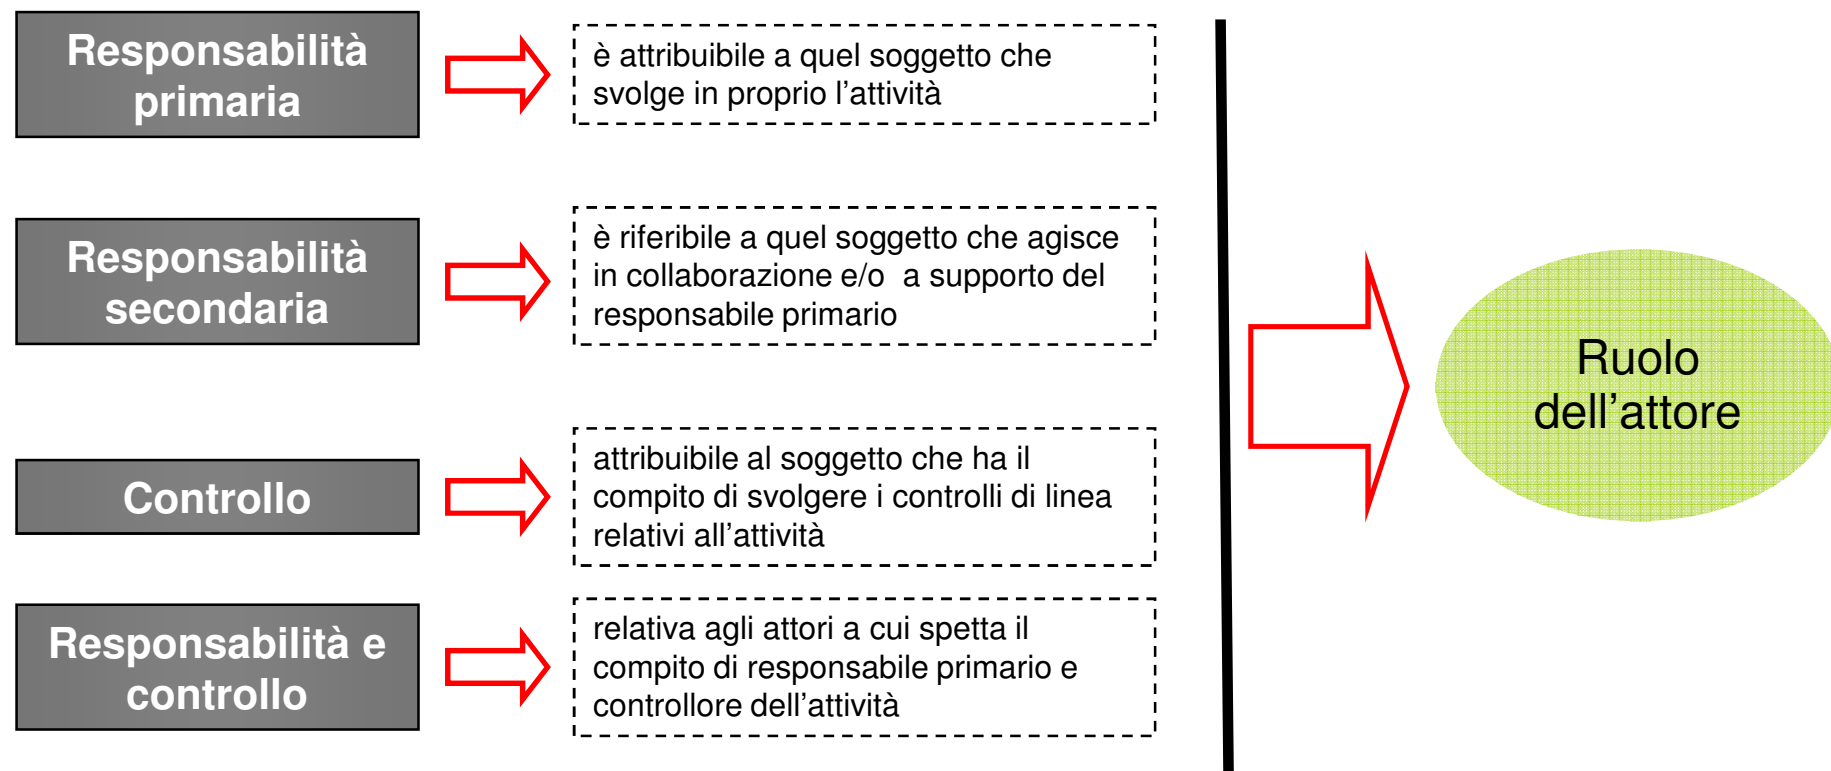 Responsabilità
primaria
è attribuibile a quel soggetto che
svolge in proprio l’attività
Responsabilità
secondaria
è riferibile a quel soggetto che agisce
in collaborazione e/o a supporto del
responsabile primario
Controllo
attribuibile al soggetto che ha il
compito di svolgere i controlli di linea
relativi all’attività
Responsabilità e
controllo
relativa agli attori a cui spetta il
compito di responsabile primario e
controllore dell’attività
Ruolo
dell’attore